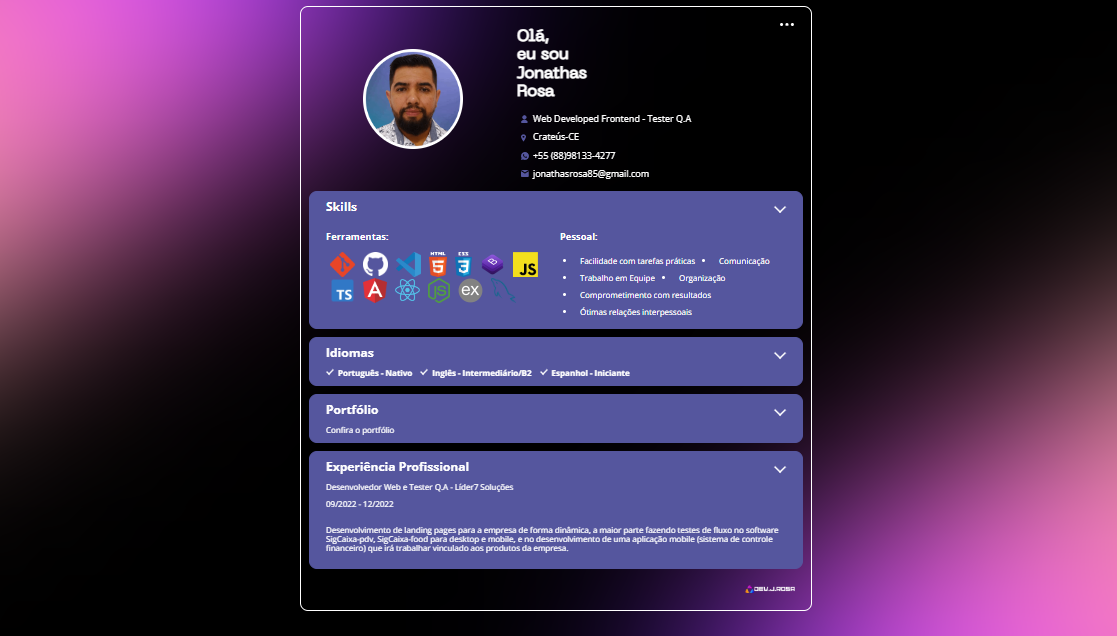 Olá,
eu sou
Jonathas
Rosa
Web Developed Frontend - Tester Q.A
Crateús-CE
+55 (88)98133-4277
jonathasrosa85@gmail.com
Skills
Ferramentas:
HTML
5
CSS
3
JS
TS
A
JS
ex
Pessoal:
• Facilidade com tarefas práticas • Comunicação
• Trabalho em Equipe • Organização
• Comprometimento com resultados
• Ótimas relações interpessoais
Idiomas
Português - Nativo Inglês - Intermediário/B2 Espanhol - Iniciante
Portfólio
Confira o portfólio
Experiência Profissional
Desenvolvedor Web e Tester Q.A - Líder7 Soluções
09/2022 - 12/2022
Desenvolvimento de landing pages para a empresa de forma dinâmica, a maior parte fazendo testes de fluxo no software
SigCaixa-pdv, SigCaixa-food para desktop e mobile, e no desenvolvimento de uma aplicação mobile (sistema de controle
financeiro) que irá trabalhar vinculado aos produtos da empresa.
DEV.J.ROSA